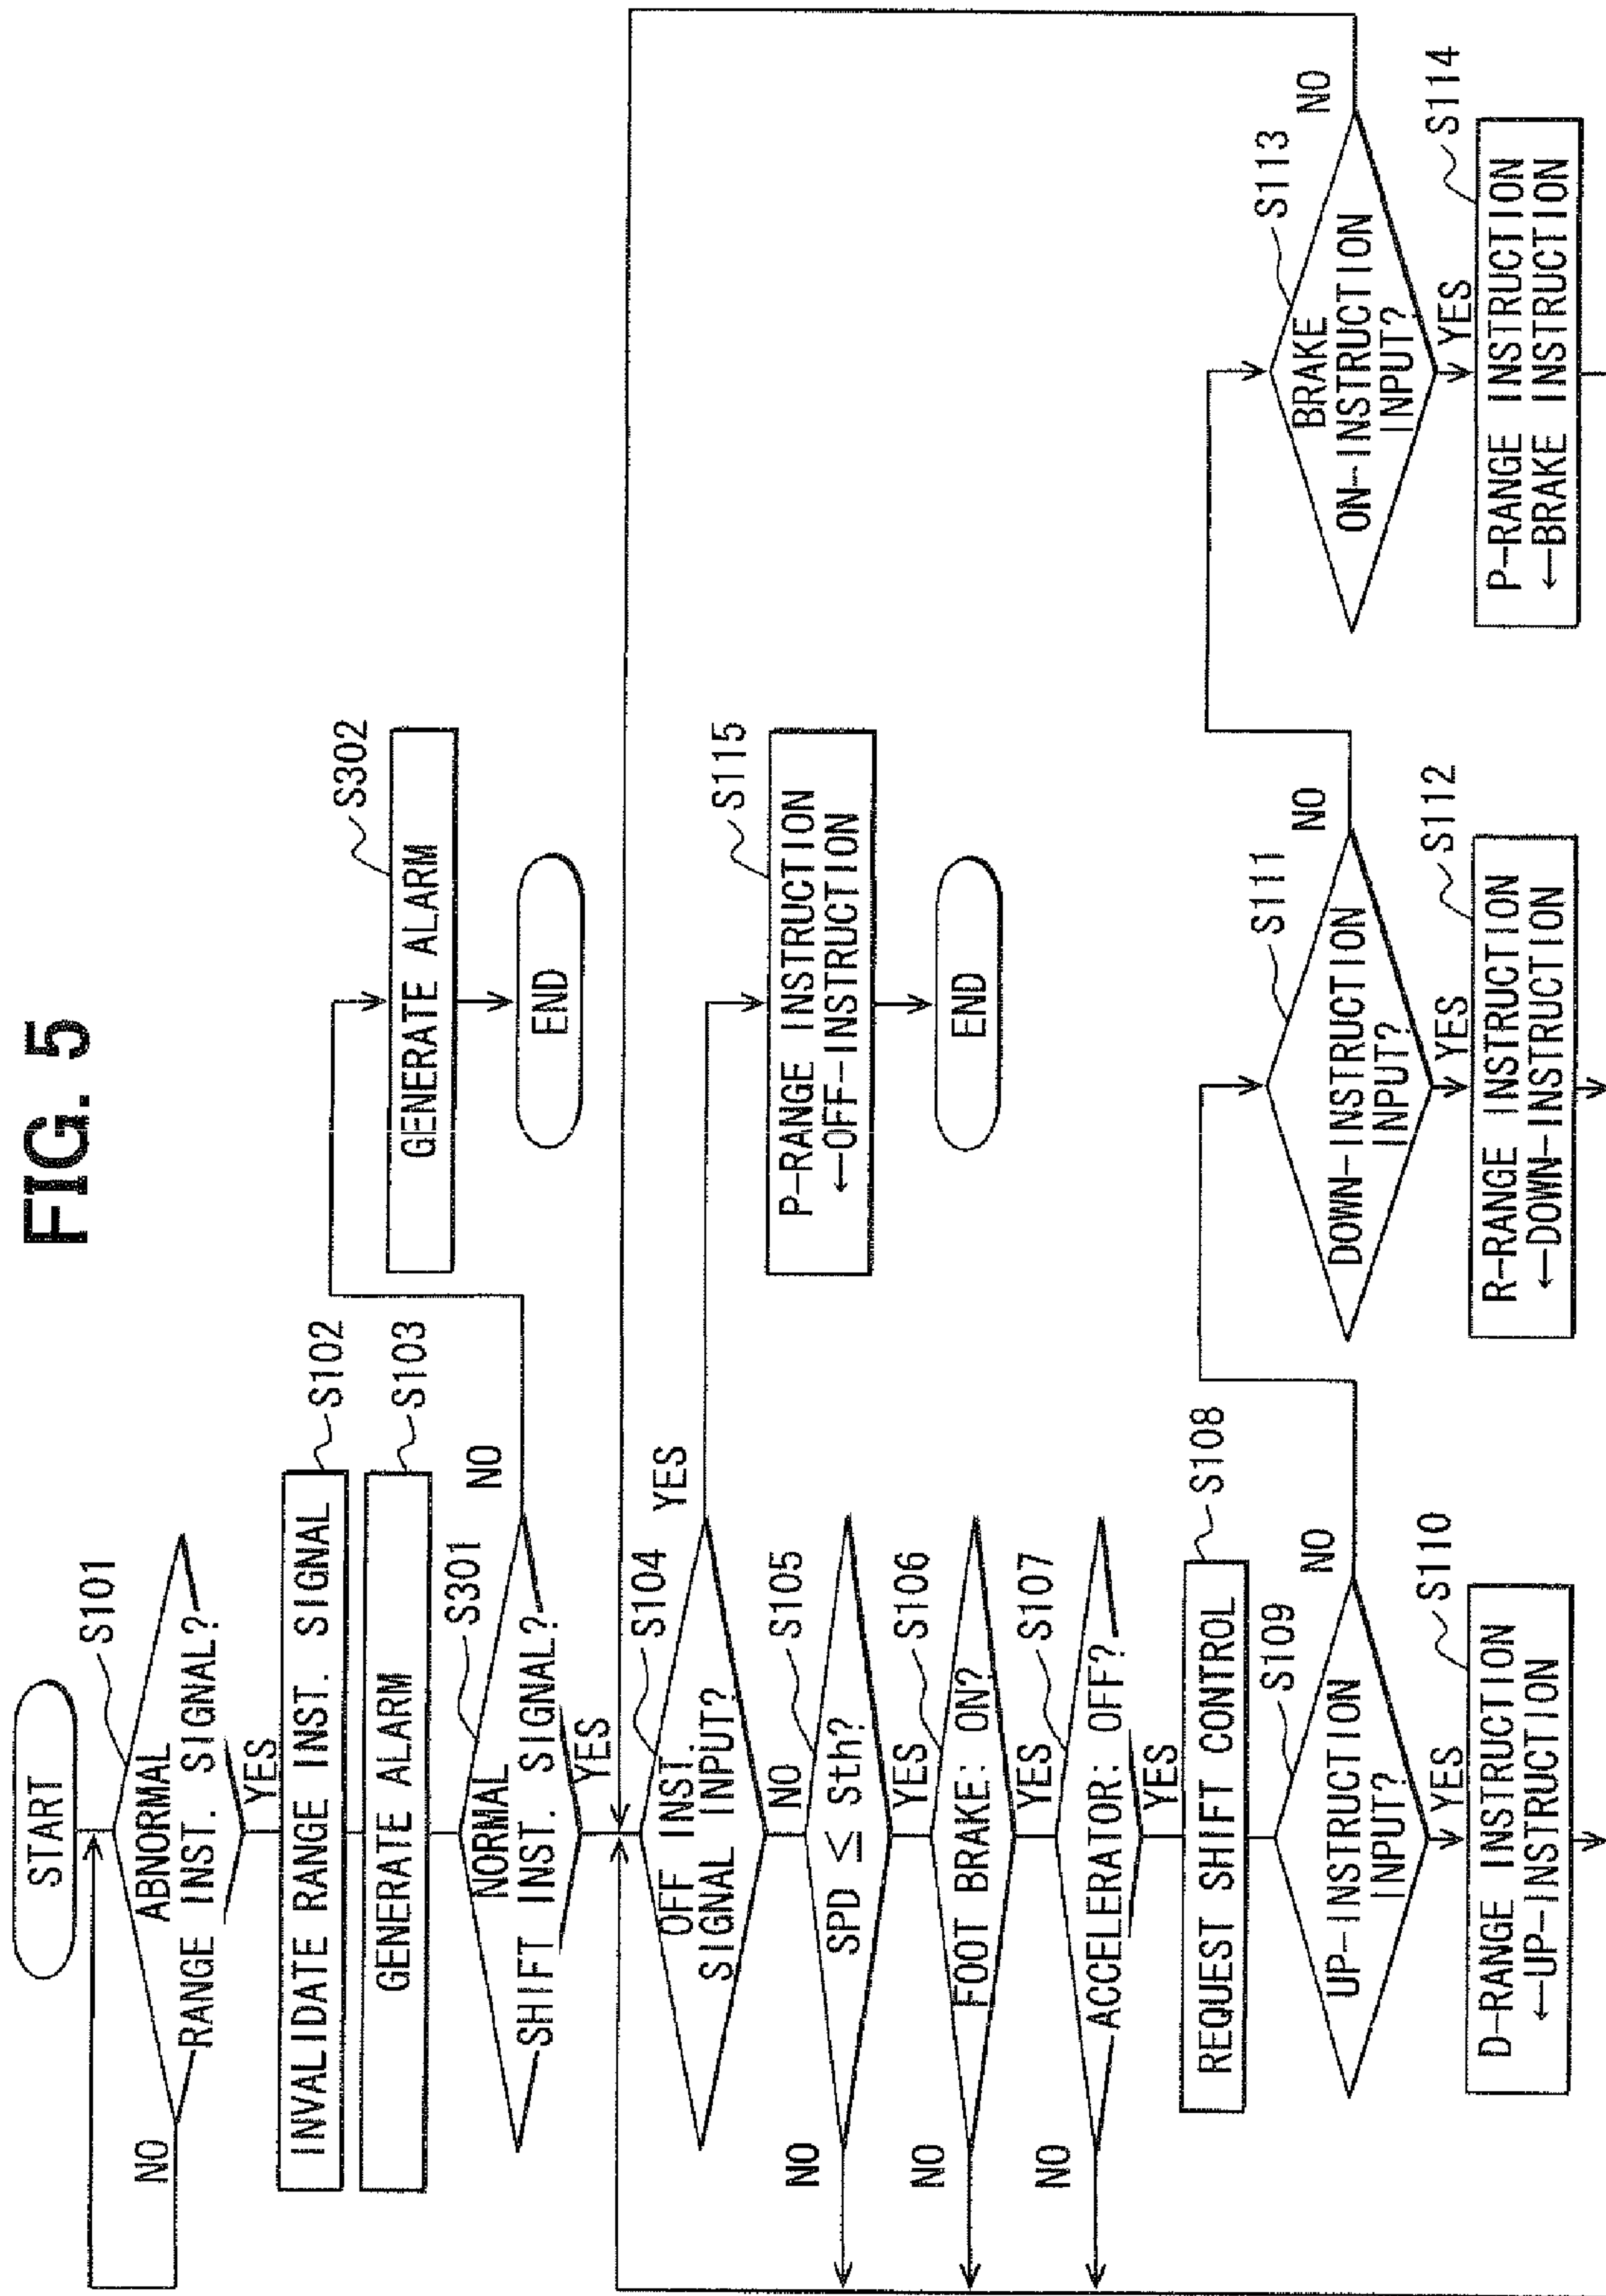 FIG. 5
START
S101
ABNORMAL
RANGE INST. SIGNAL?
NO
YES
S102
INVALIDATE RANGE INST. SIGNAL
S103
GENERATE ALARM
S301
NORMAL
SHIFT INST. SIGNAL?
NO
YES
S302
GENERATE ALARM
END
S104
OFF INST.
SIGNAL INPUT?
YES
NO
S115
P-RANGE INSTRUCTION
←OFF-INSTRUCTION
END
S105
SPD ≤ Sth?
NO
YES
S106
FOOT BRAKE: ON?
NO
YES
S107
ACCELERATOR: OFF?
NO
YES
S108
REQUEST SHIFT CONTROL
S109
UP-INSTRUCTION
INPUT?
NO
YES
S110
D-RANGE INSTRUCTION
←UP-INSTRUCTION
S111
DOWN-INSTRUCTION
INPUT?
NO
YES
S112
R-RANGE INSTRUCTION
←DOWN-INSTRUCTION
S113
BRAKE
ON-INSTRUCTION
INPUT?
NO
YES
S114
P-RANGE INSTRUCTION
←BRAKE INSTRUCTION